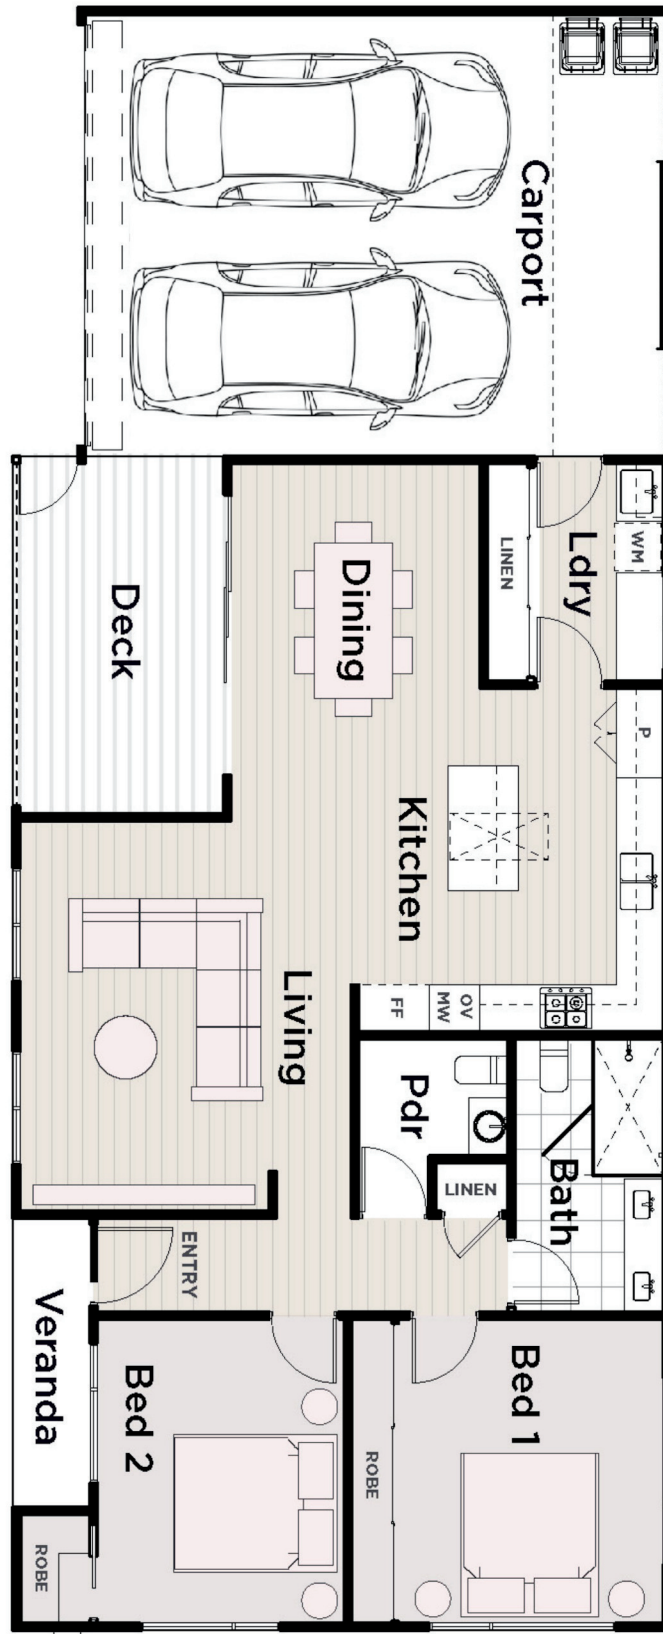 Carport
Ldry
WM
LINEN
Deck
Dining
P
Kitchen
Living
FF
MW
OV
Pdr
Bath
LINEN
ENTRY
Veranda
Bed 2
Bed 1
ROBE
ROBE